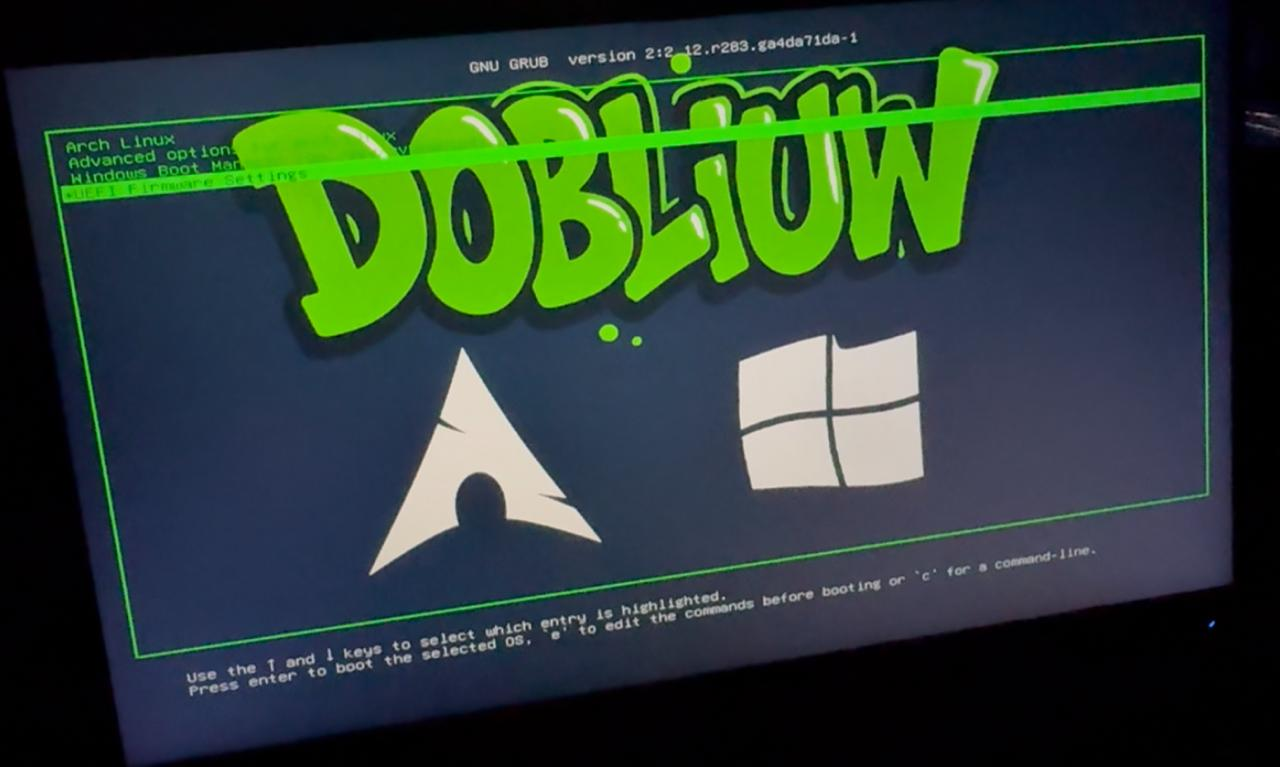 GNU GRUB version 2:2.12.r283.ga4da71da-1
Arch Linux
Advanced option
Windows Boot Man
*UEFI Firmware Settings
DOBLIUW
Use the ↑ and ↓ keys to select which entry is highlighted.
Press enter to boot the selected OS, `e' to edit the commands before booting or `c' for a command-line.